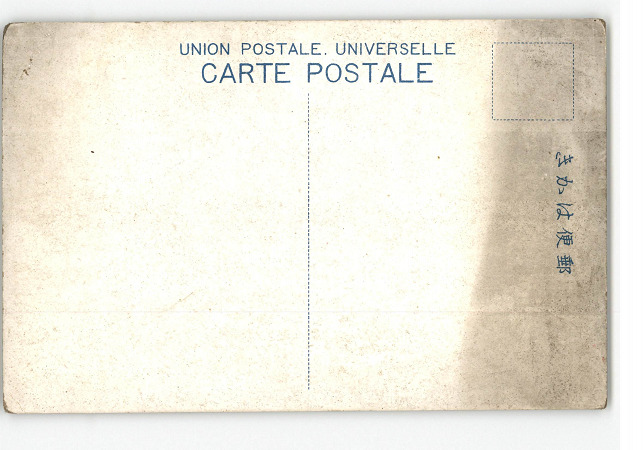 UNION POSTALE. UNIVERSELLE
CARTE POSTALE
郵便はかき